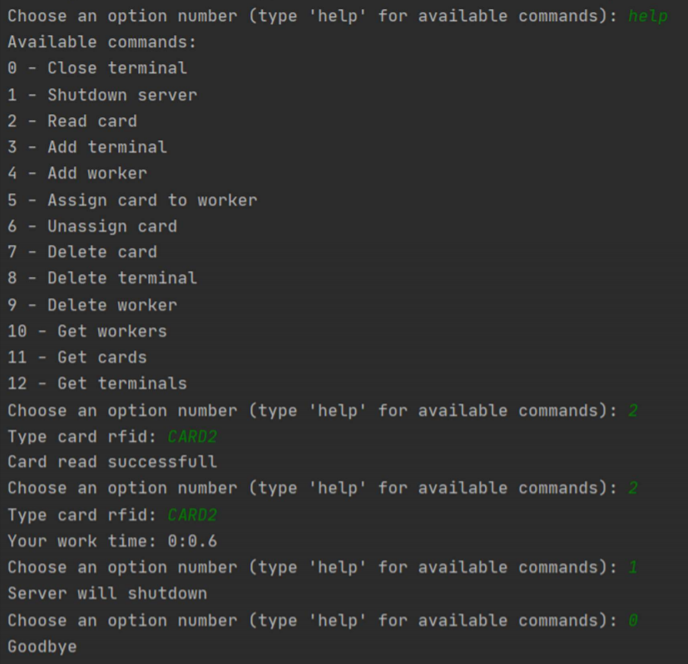 Choose an option number (type 'help' for available commands): help
Available commands:
0 - Close terminal
1 - Shutdown server
2 - Read card
3 - Add terminal
4 - Add worker
5 - Assign card to worker
6 - Unassign card
7 - Delete card
8 - Delete terminal
9 - Delete worker
10 - Get workers
11 - Get cards
12 - Get terminals
Choose an option number (type 'help' for available commands): 2
Type card rfid: CARD2
Card read successfull
Choose an option number (type 'help' for available commands): 2
Type card rfid: CARD2
Your work time: 0:0.6
Choose an option number (type 'help' for available commands): 1
Server will shutdown
Choose an option number (type 'help' for available commands): 0
Goodbye